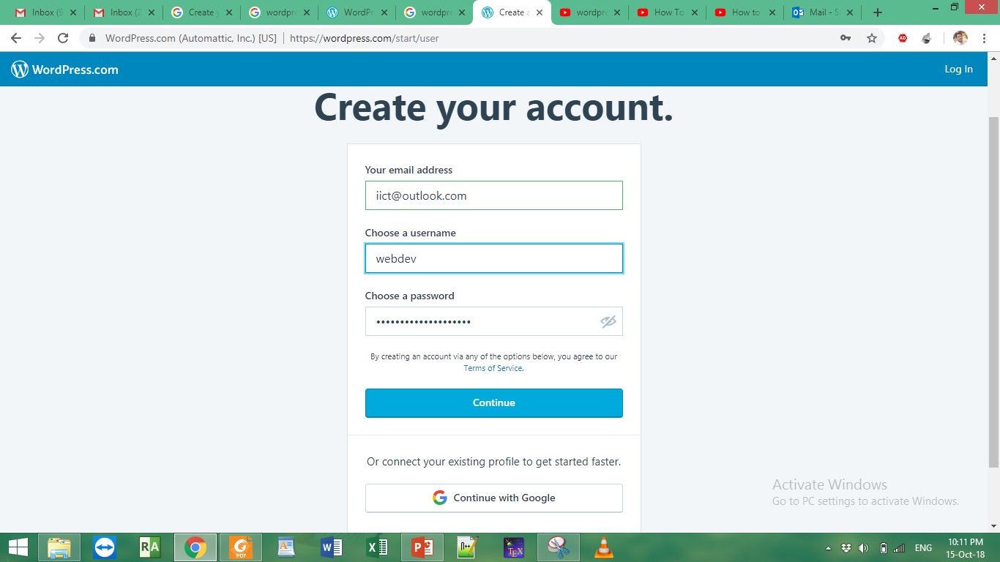 Inbox (9
Inbox (2
Create y
wordpre
WordPr
wordpre
Create a
wordpre
How To
How to
Mail - S
WordPress.com (Automattic, Inc.) [US]
https://wordpress.com/start/user
WordPress.com
Log In
Create your account.
Your email address
iict@outlook.com
Choose a username
webdev
Choose a password
••••••••••••••••••••
By creating an account via any of the options below, you agree to our
Terms of Service.
Continue
Or connect your existing profile to get started faster.
Continue with Google
Activate Windows
Go to PC settings to activate Windows.
RA
PDF
ENG
10:11 PM
15-Oct-18